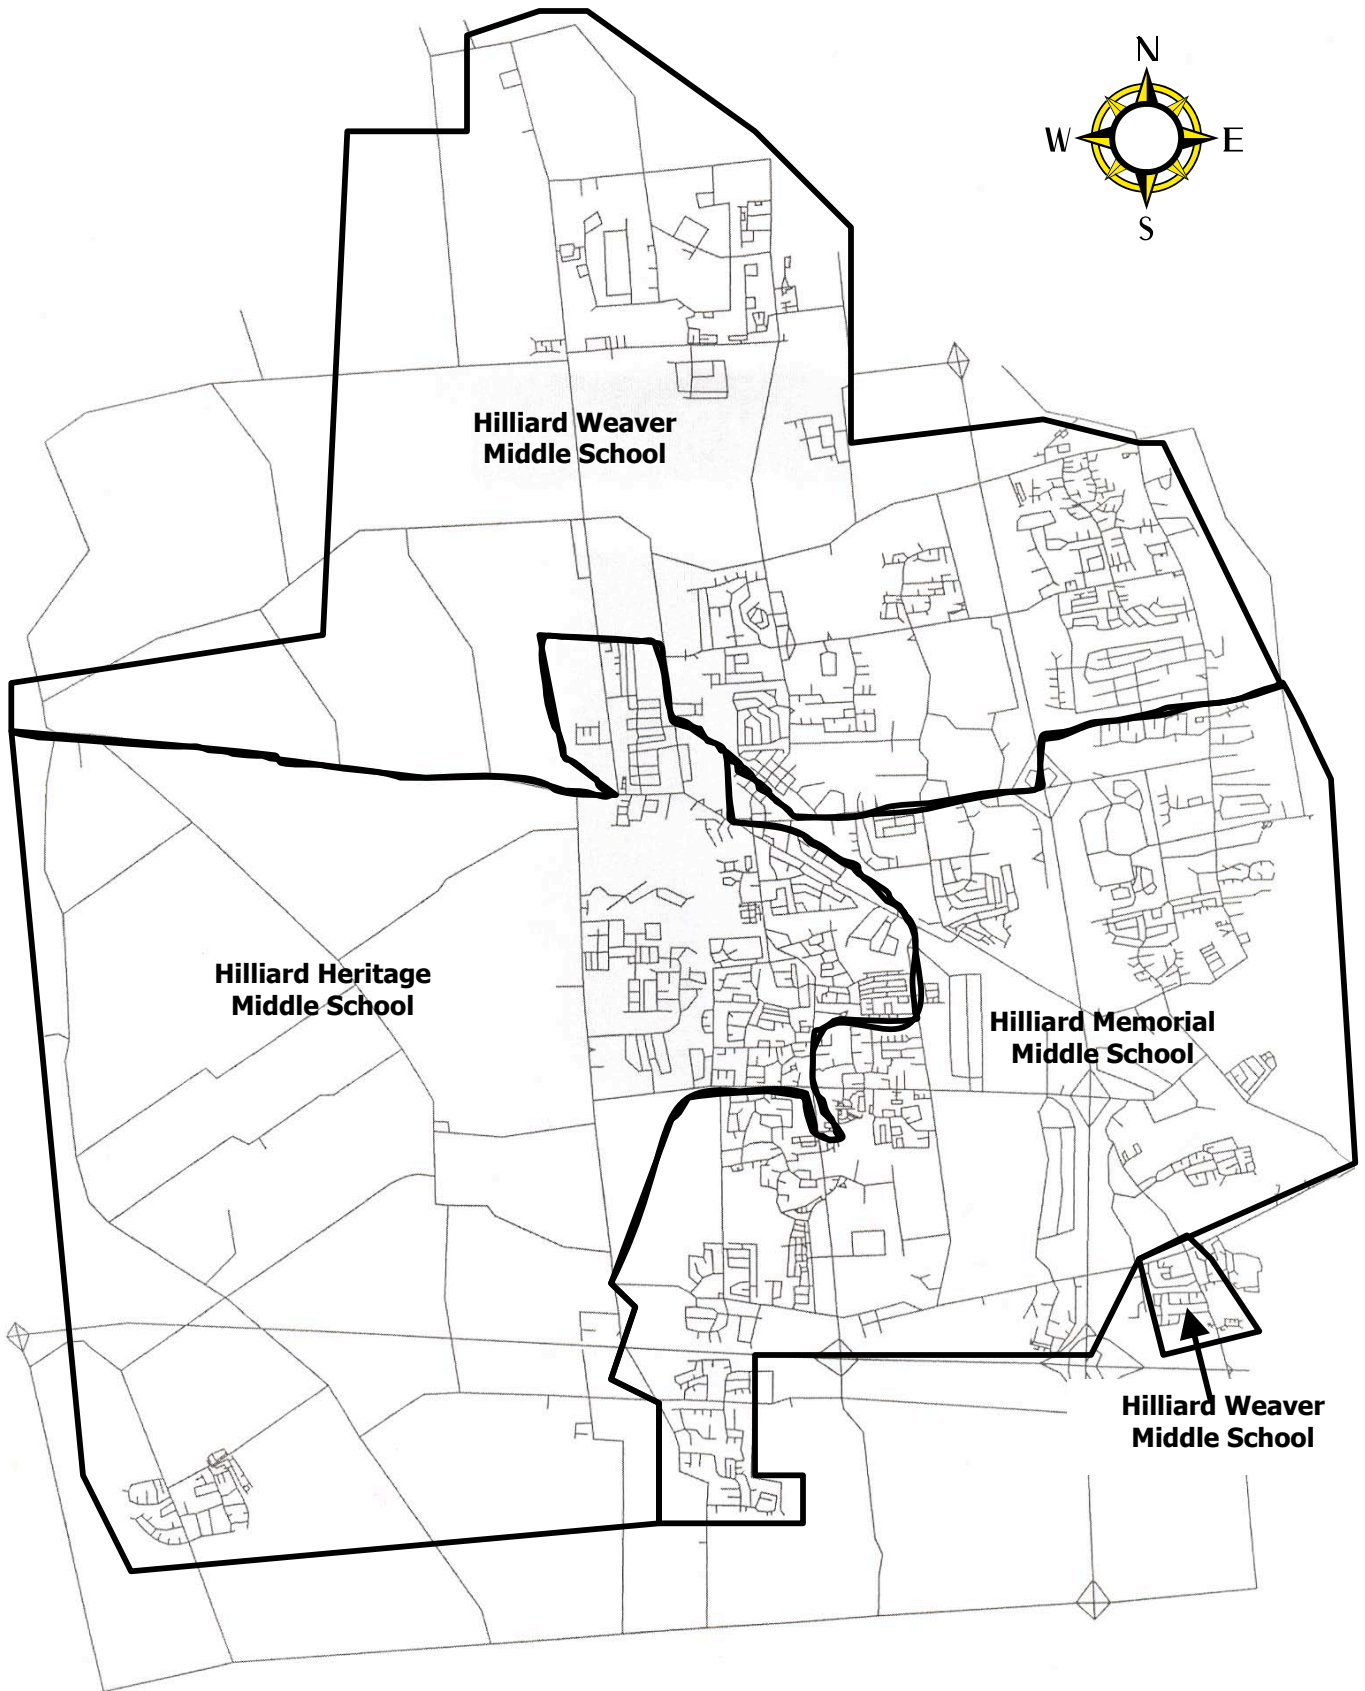 N
W E
S
Hilliard Weaver
Middle School
Hilliard Heritage
Middle School
Hilliard Memorial
Middle School
Hilliard Weaver
Middle School